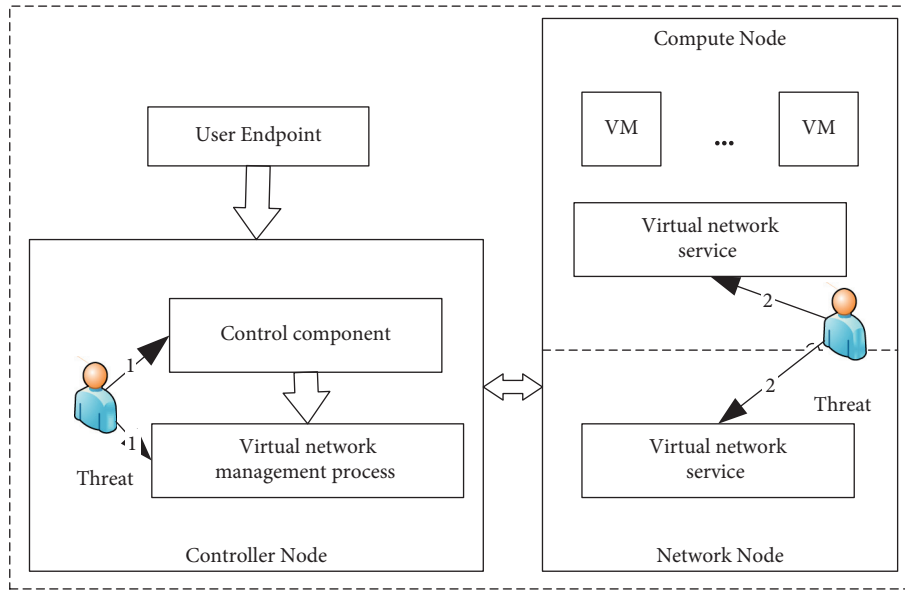 Compute Node
User Endpoint
VM
...
VM
Virtual network
service
2
Control component
1
2
Threat
1
Virtual network
management process
Threat
Virtual network
service
Controller Node
Network Node